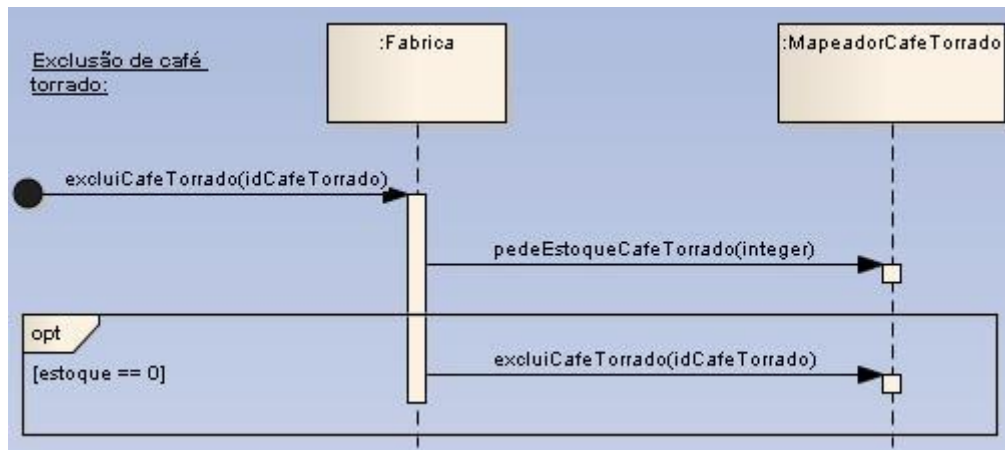 :Fabrica
:MapeadorCafeTorrado
Exclusão de café
torrado:
excluiCafeTorrado(idCafeTorrado)
pedeEstoqueCafeTorrado(integer)
opt
[estoque == 0]
excluiCafeTorrado(idCafeTorrado)